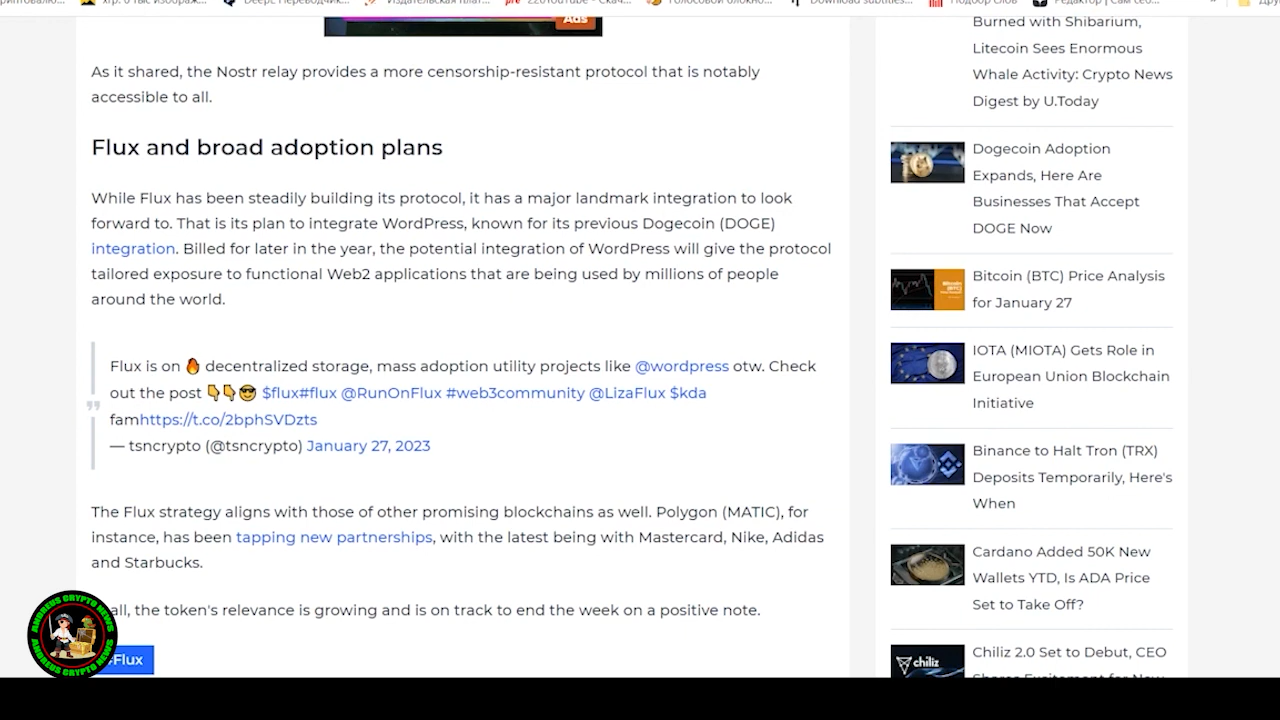 Ads
As it shared, the Nostr relay provides a more censorship-resistant protocol that is notably
accessible to all.
Flux and broad adoption plans
While Flux has been steadily building its protocol, it has a major landmark integration to look
forward to. That is its plan to integrate WordPress, known for its previous Dogecoin (DOGE)
integration. Billed for later in the year, the potential integration of WordPress will give the protocol
tailored exposure to functional Web2 applications that are being used by millions of people
around the world.
Flux is on 🔥 decentralized storage, mass adoption utility projects like @wordpress otw. Check
out the post 👇👇😎 $flux#flux @RunOnFlux #web3community @LizaFlux $kda
famhttps://t.co/2bphSVDzts
— tsncrypto (@tsncrypto) January 27, 2023
The Flux strategy aligns with those of other promising blockchains as well. Polygon (MATIC), for
instance, has been tapping new partnerships, with the latest being with Mastercard, Nike, Adidas
and Starbucks.
all, the token's relevance is growing and is on track to end the week on a positive note.
#Flux
ANDREUS CRYPTO NEWS
ANDREUS CRYPTO NEWS
Burned with Shibarium,
Litecoin Sees Enormous
Whale Activity: Crypto News
Digest by U.Today
Dogecoin Adoption
Expands, Here Are
Businesses That Accept
DOGE Now
Bitcoin (BTC) Price Analysis
for January 27
IOTA (MIOTA) Gets Role in
European Union Blockchain
Initiative
Binance to Halt Tron (TRX)
Deposits Temporarily, Here's
When
Cardano Added 50K New
Wallets YTD, Is ADA Price
Set to Take Off?
chiliz
Chiliz 2.0 Set to Debut, CEO
Shares Excitement for New